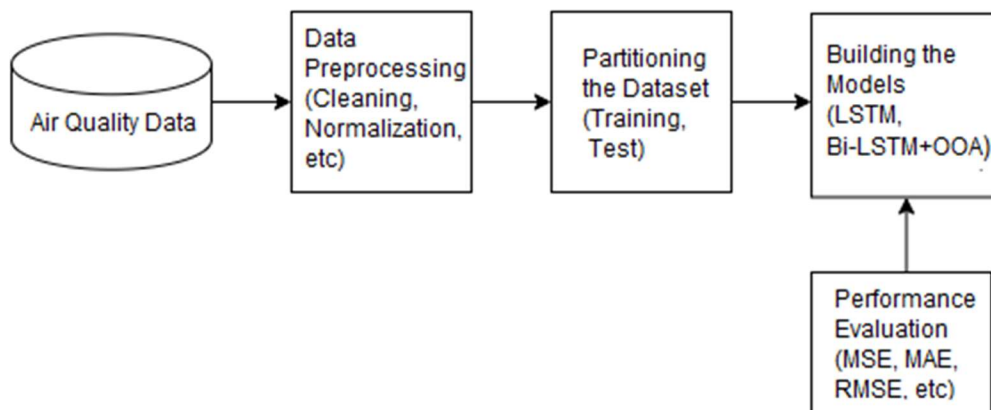 Air Quality Data
Data
Preprocessing
(Cleaning,
Normalization,
etc)
Partitioning
the Dataset
(Training,
Test)
Building the
Models
(LSTM,
Bi-LSTM+OOA)
Performance
Evaluation
(MSE, MAE,
RMSE, etc)